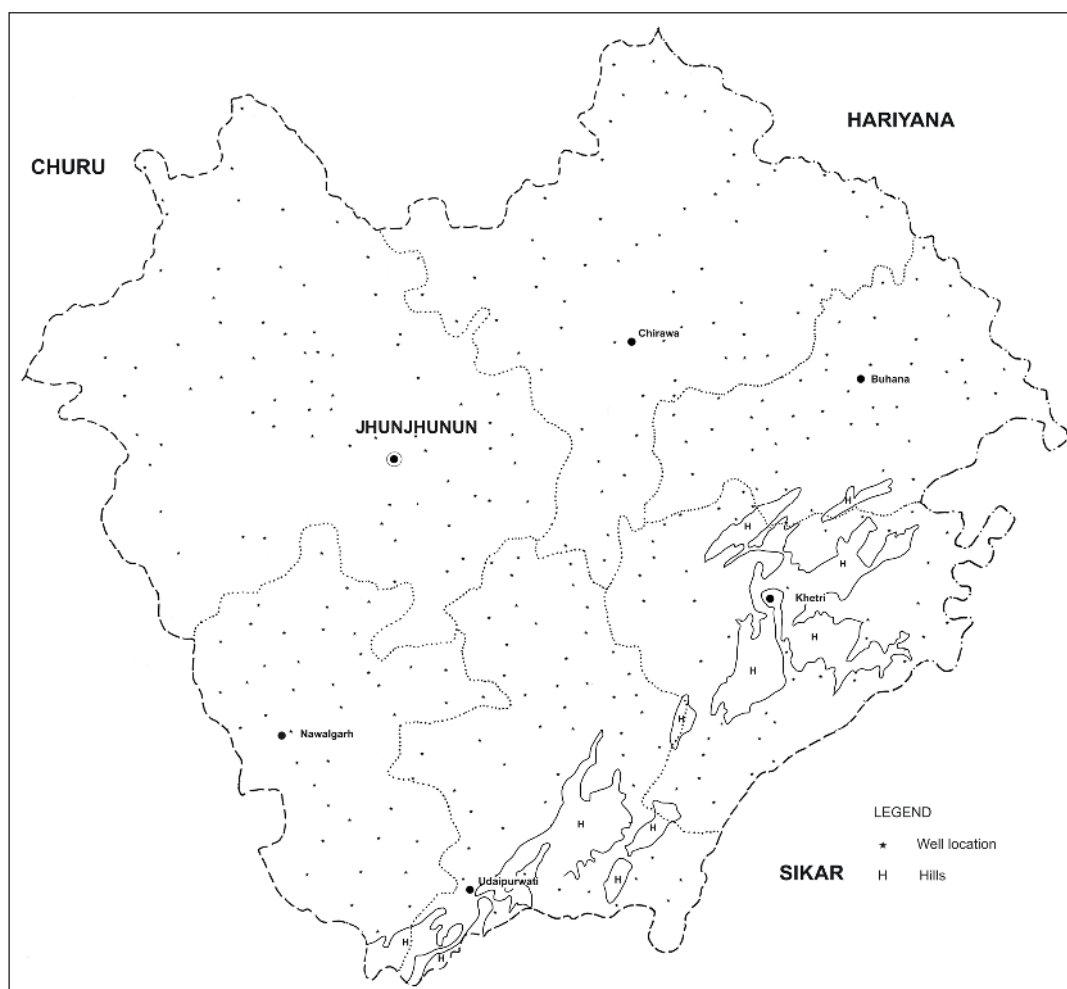 HARIYANA
CHURU
Chirawa
Buhana
JHUNJHUNUN
H
H
H
Khetri
H
H
H
Nawalgarh
LEGEND
H
H
Well location
SIKAR
H Hills
H
Udaipurwati
H
H